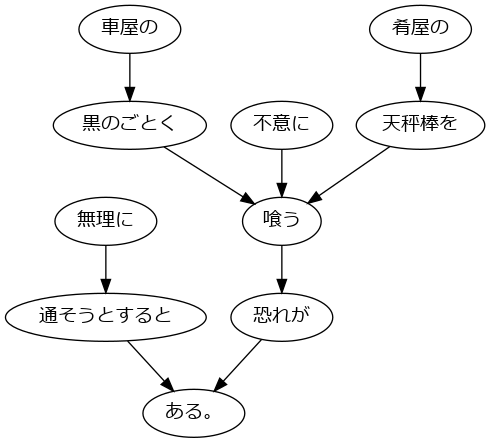 車屋の
肴屋の
黒のごとく
不意に
天秤棒を
無理に
喰う
通そうとすると
恐れが
ある。